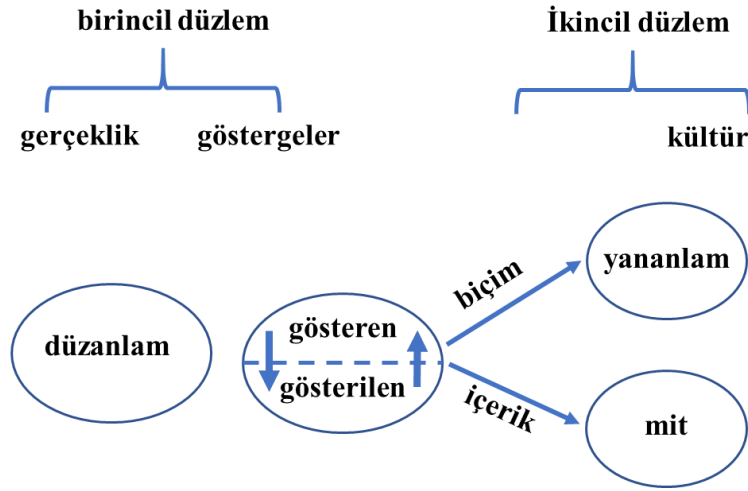 birincil düzlem
İkincil düzlem
gerçeklik
göstergeler
kültür
düzanlam
gösteren
gösterilen
biçim
içerik
yananlam
mit